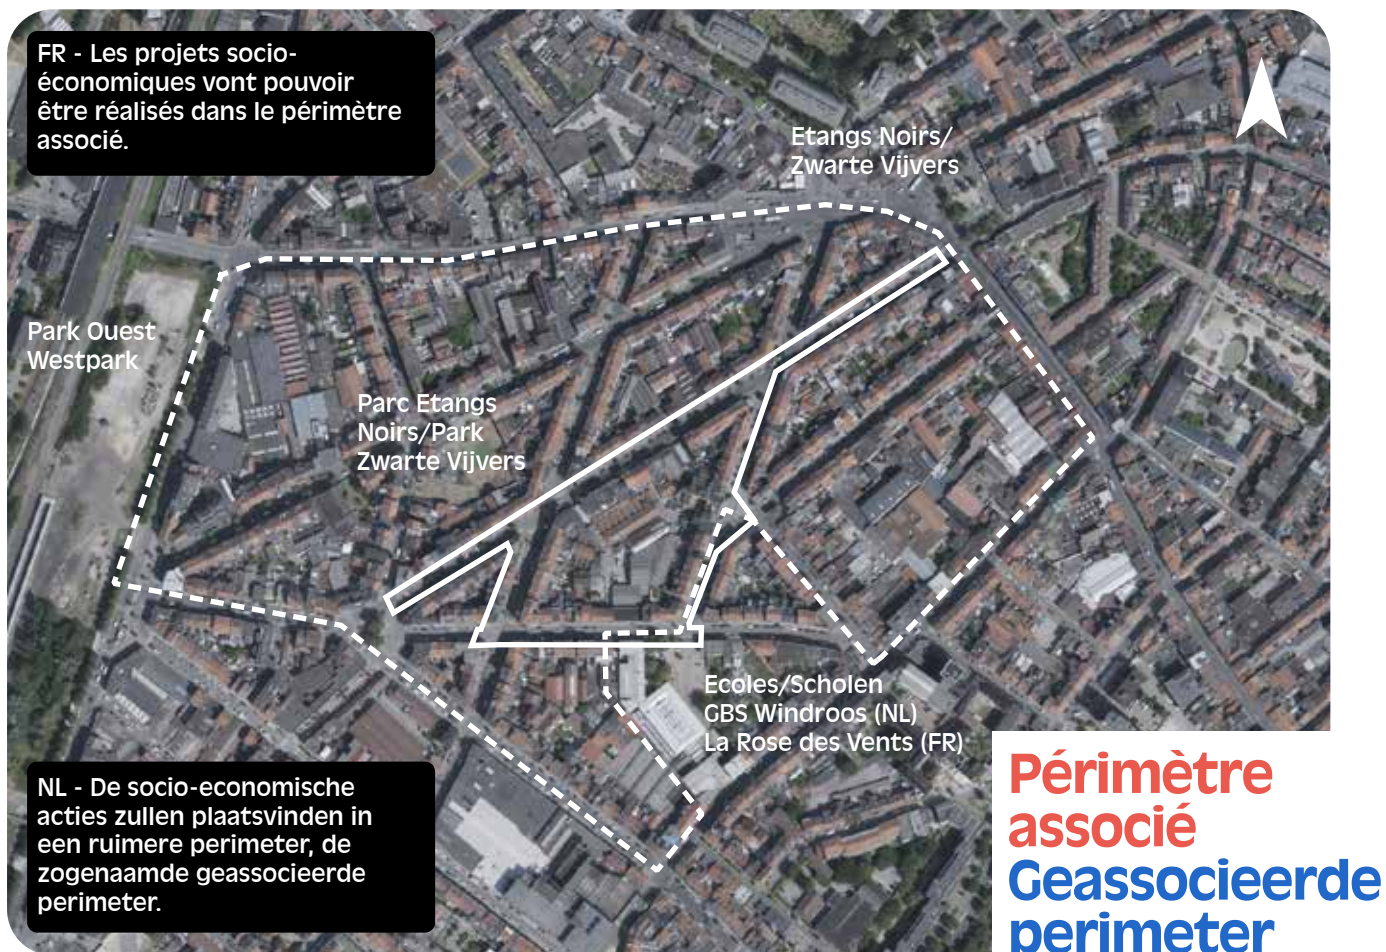 FR - Les projets socio-
économiques vont pouvoir
être réalisés dans le périmètre
associé.
Etangs Noirs/
Zwarte Vijvers
Park Ouest
Westpark
Parc Etangs
Noirs/Park
Zwarte Vijvers
Ecoles/Scholen
GBS Windroos (NL)
La Rose des Vents (FR)
NL - De socio-economische
acties zullen plaatsvinden in
een ruimere perimeter, de
zogenaamde geassocieerde
perimeter.
Périmètre
associé
Geassocieerde
perimeter